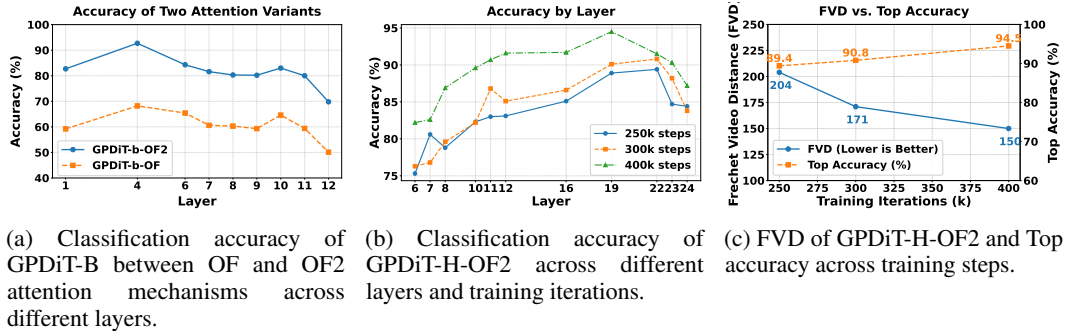 Accuracy of Two Attention Variants
Accuracy (%)
100
90
80
70
60
50
40
GPDiT-b-OF2
GPDiT-b-OF
1 4 6 7 8 9 10 11 12
Layer
Accuracy by Layer
Accuracy (%)
95
90
85
80
75
250k steps
300k steps
400k steps
6 7 8 10 11 12 16 19 22 23 24
Layer
FVD vs. Top Accuracy
Frechet Video Distance (FVD)
250
225
200
175
150
125
100
89.4 90.8 94.5
204 171 150
FVD (Lower is Better)
Top Accuracy (%)
250 275 300 325 350 375 400
Training Iterations (k)
100
90
80
70
60
Top Accuracy (%)
(a) Classification accuracy of
GPDiT-B between OF and OF2
attention mechanisms across
different layers.
(b) Classification accuracy of
GPDiT-H-OF2 across different
layers and training iterations.
(c) FVD of GPDiT-H-OF2 and Top
accuracy across training steps.